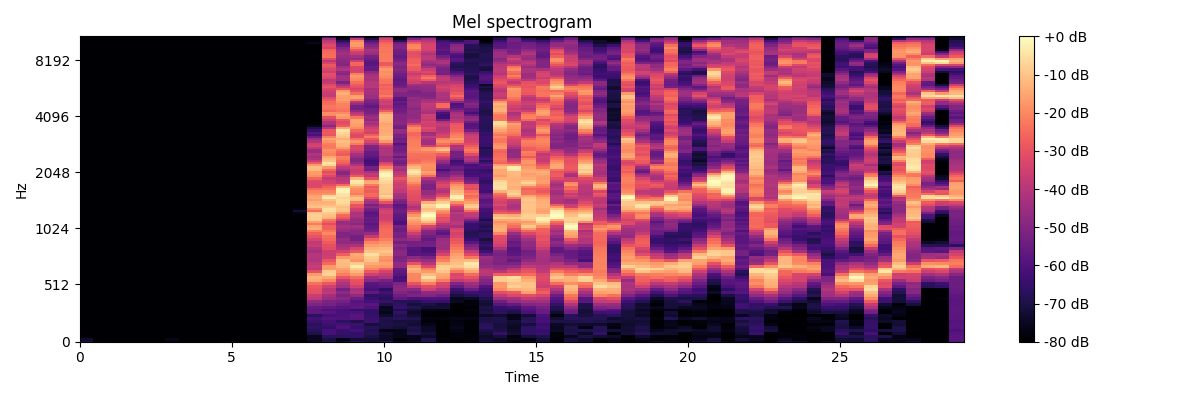 Mel spectrogram
+0 dB
8192
-10 dB
4096
-20 dB
-30 dB
2048
-40 dB
Hz
1024
-50 dB
512
-60 dB
-70 dB
0
-80 dB
0 5 10 15 20 25
Time